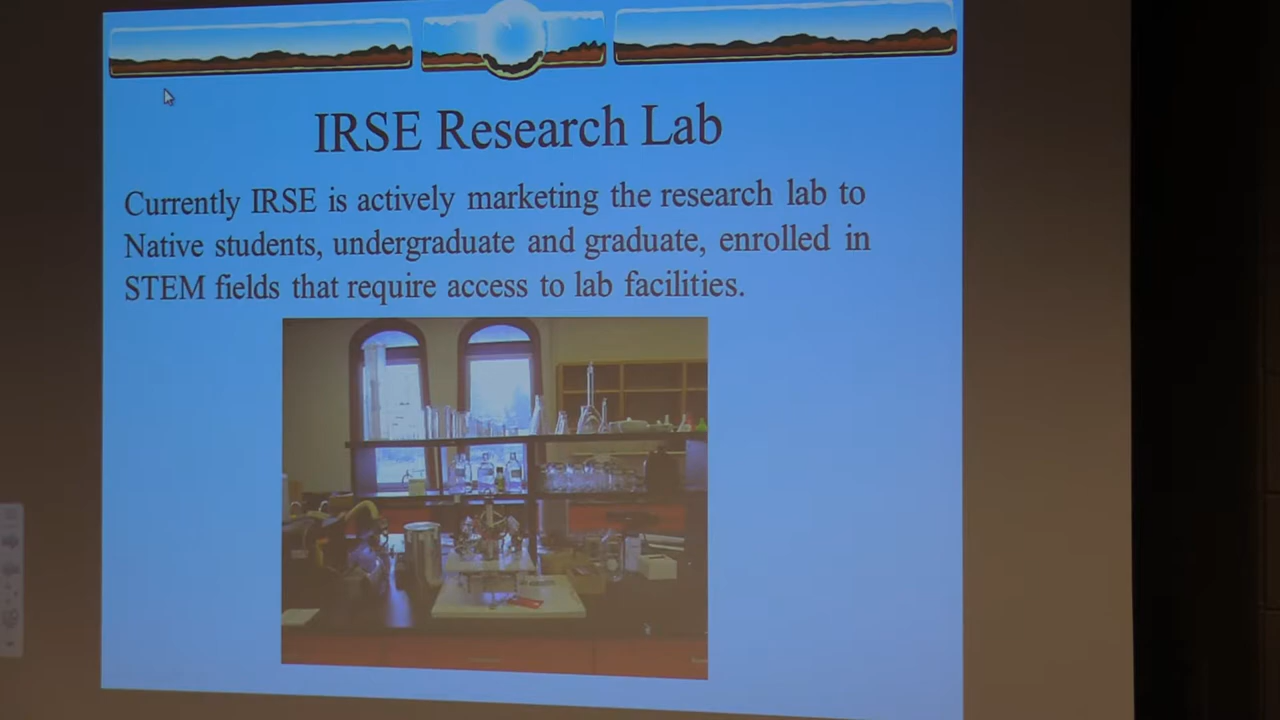 IRSE Research Lab
Currently IRSE is actively marketing the research lab to
Native students, undergraduate and graduate, enrolled in
STEM fields that require access to lab facilities.